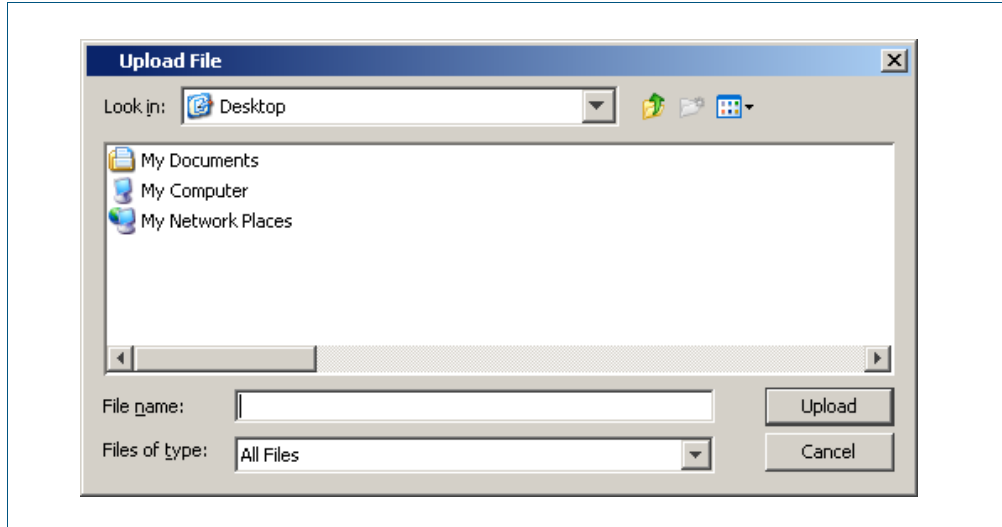 Upload File
Look in: Desktop
My Documents
My Computer
My Network Places
File name: Upload
Files of type: All Files Cancel